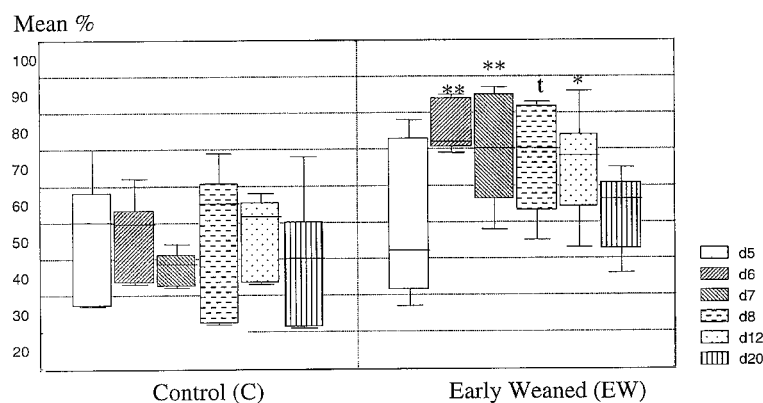 Mean %
100
90
80
70
60
50
40
30
20
** ** t *
Control (C)
Early Weaned (EW)
d5
d6
d7
d8
d12
d20